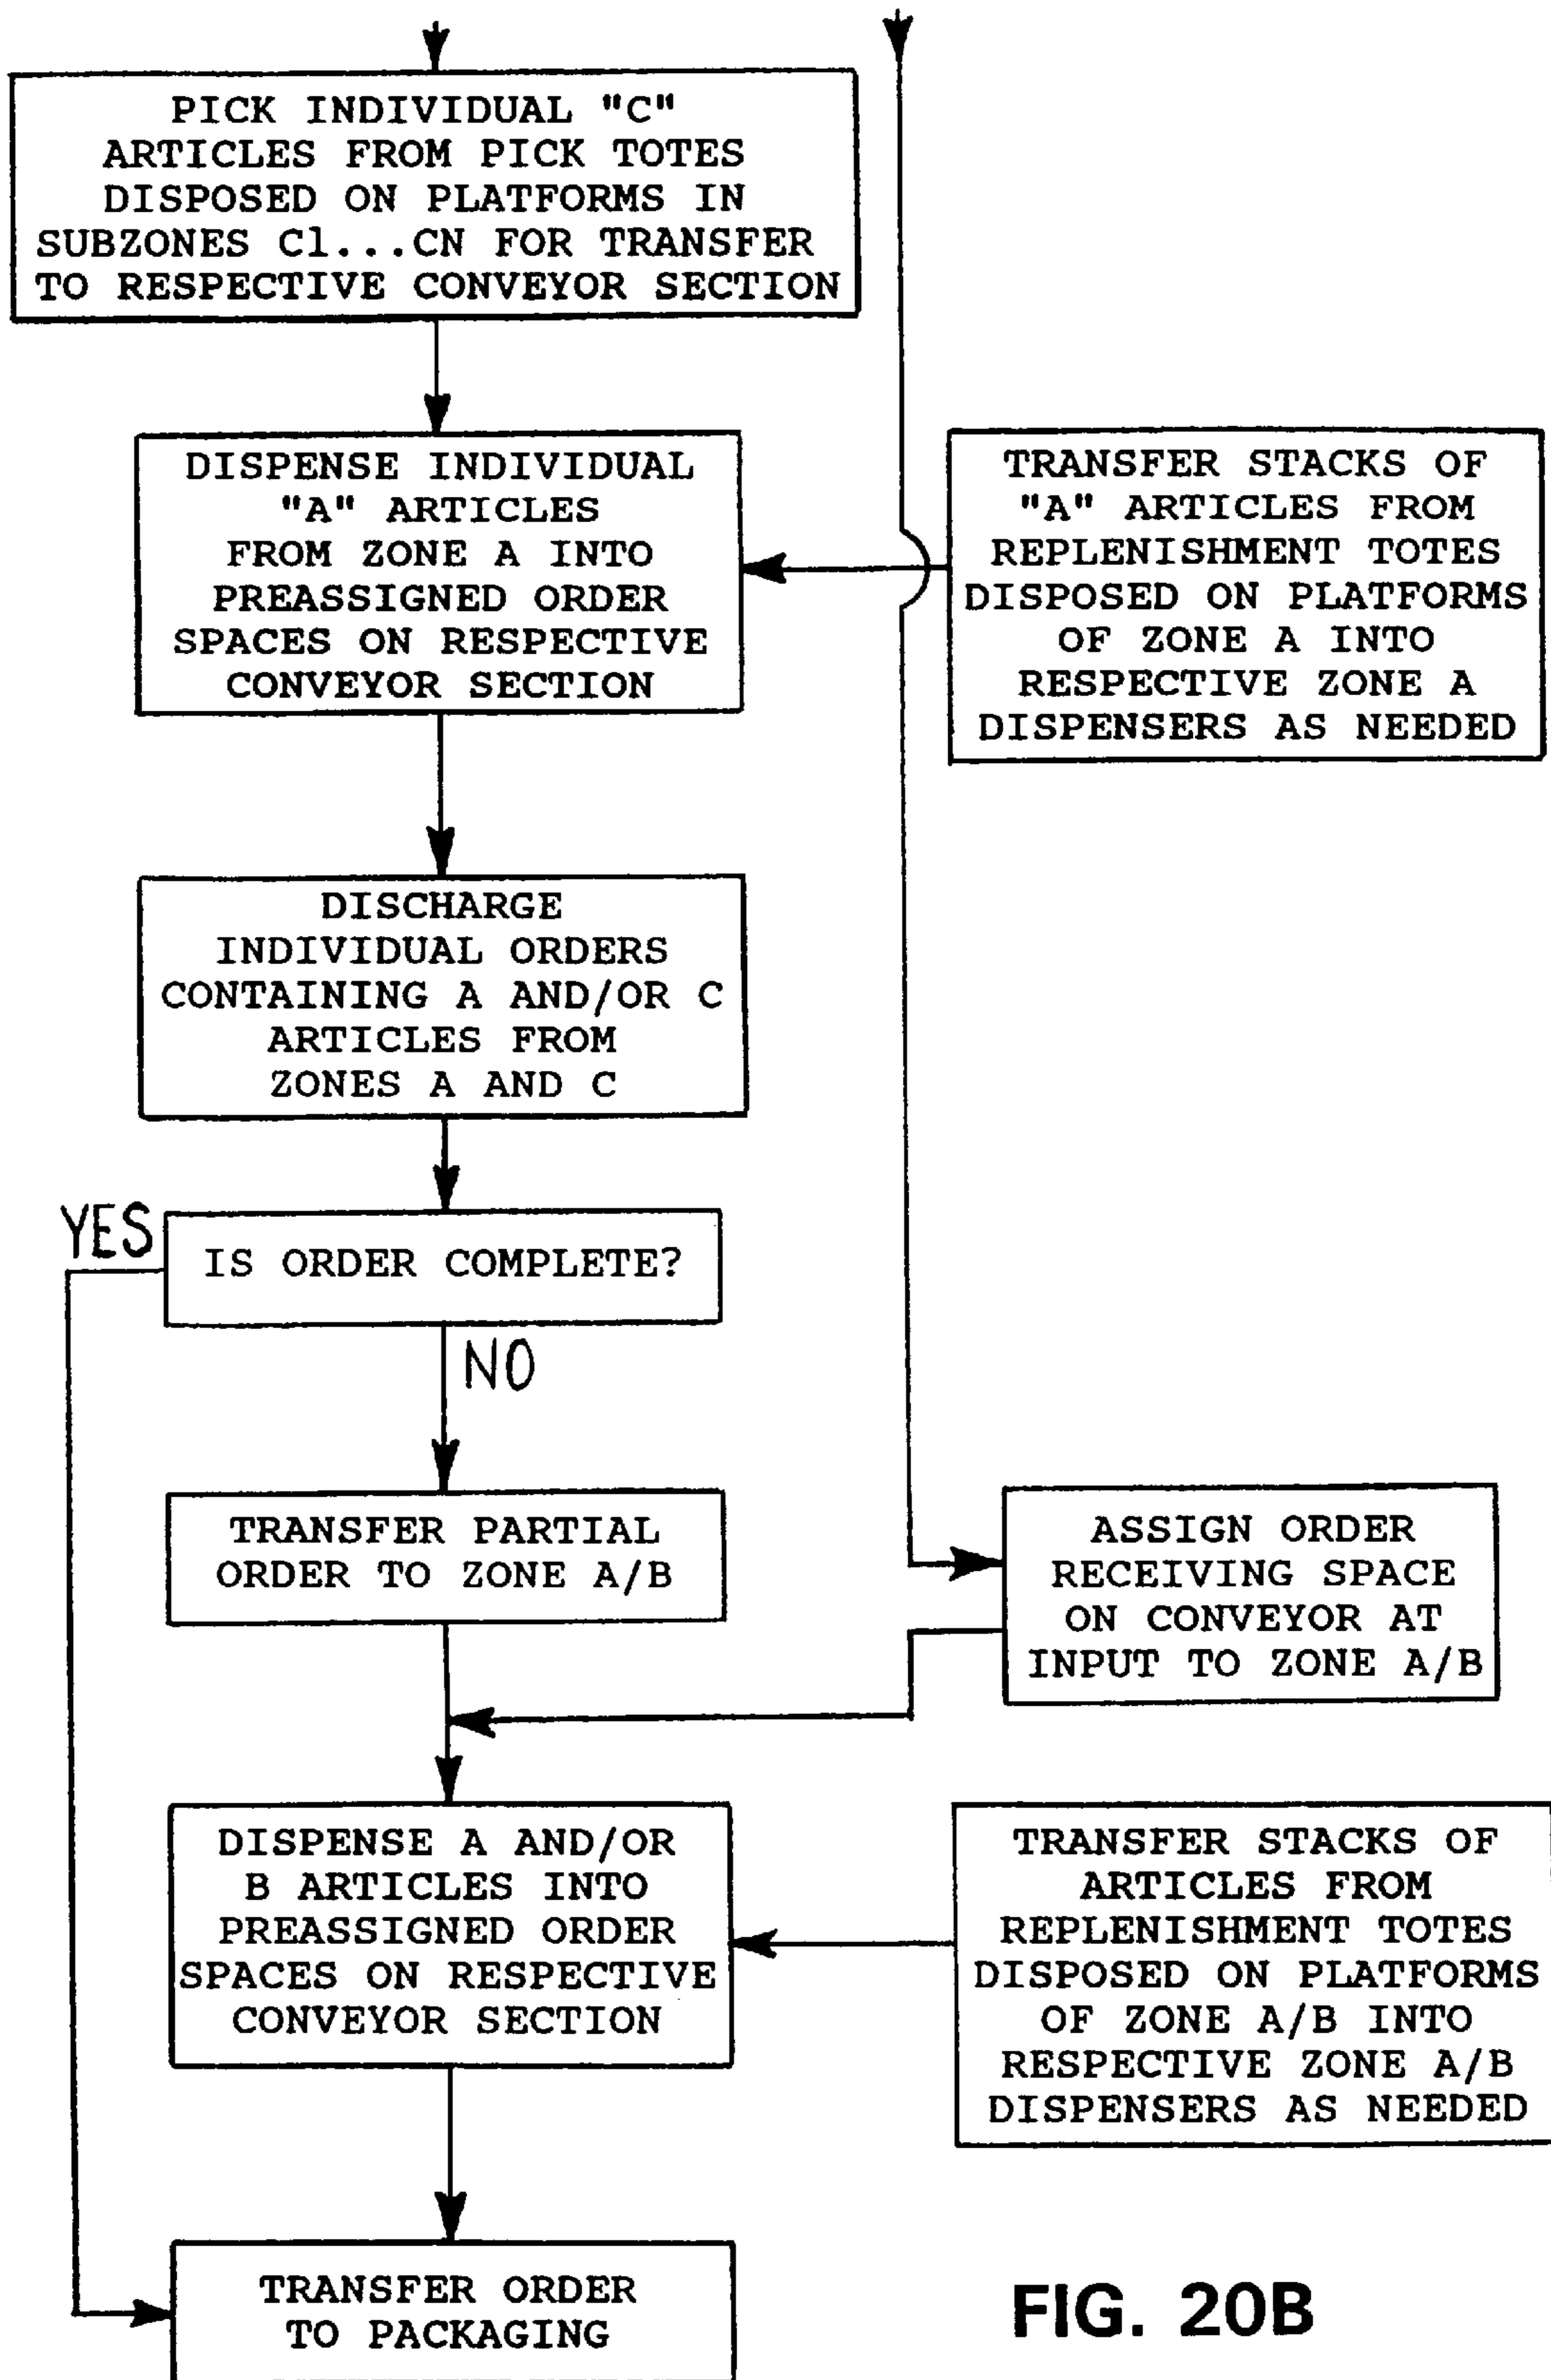 PICK INDIVIDUAL "C"
ARTICLES FROM PICK TOTES
DISPOSED ON PLATFORMS IN
SUBZONES C1...CN FOR TRANSFER
TO RESPECTIVE CONVEYOR SECTION
DISPENSE INDIVIDUAL
"A" ARTICLES
FROM ZONE A INTO
PREASSIGNED ORDER
SPACES ON RESPECTIVE
CONVEYOR SECTION
TRANSFER STACKS OF
"A" ARTICLES FROM
REPLENISHMENT TOTES
DISPOSED ON PLATFORMS
OF ZONE A INTO
RESPECTIVE ZONE A
DISPENSERS AS NEEDED
DISCHARGE
INDIVIDUAL ORDERS
CONTAINING A AND/OR C
ARTICLES FROM
ZONES A AND C
YES
IS ORDER COMPLETE?
NO
TRANSFER PARTIAL
ORDER TO ZONE A/B
ASSIGN ORDER
RECEIVING SPACE
ON CONVEYOR AT
INPUT TO ZONE A/B
DISPENSE A AND/OR
B ARTICLES INTO
PREASSIGNED ORDER
SPACES ON RESPECTIVE
CONVEYOR SECTION
TRANSFER STACKS OF
ARTICLES FROM
REPLENISHMENT TOTES
DISPOSED ON PLATFORMS
OF ZONE A/B INTO
RESPECTIVE ZONE A/B
DISPENSERS AS NEEDED
TRANSFER ORDER
TO PACKAGING
FIG. 20B